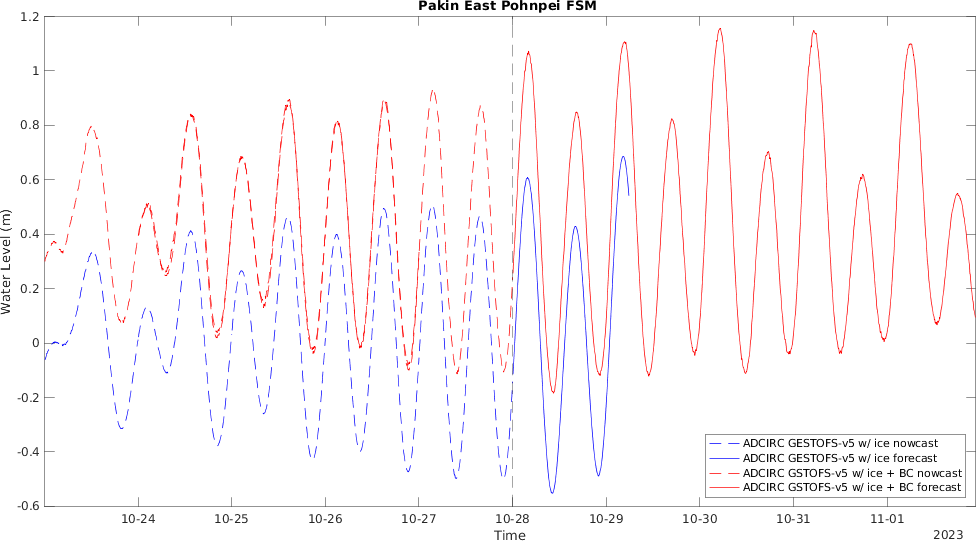 Pakin East Pohnpei FSM
1.2
1
0.8
0.6
0.4
0.2
0
-0.2
-0.4
-0.6
Water Level (m)
ADCIRC GESTOFS-v5 w/ ice nowcast
ADCIRC GESTOFS-v5 w/ ice forecast
ADCIRC GSTOFS-v5 w/ ice + BC nowcast
ADCIRC GSTOFS-v5 w/ ice + BC forecast
10-24 10-25 10-26 10-27 10-28 10-29 10-30 10-31 11-01
Time
2023